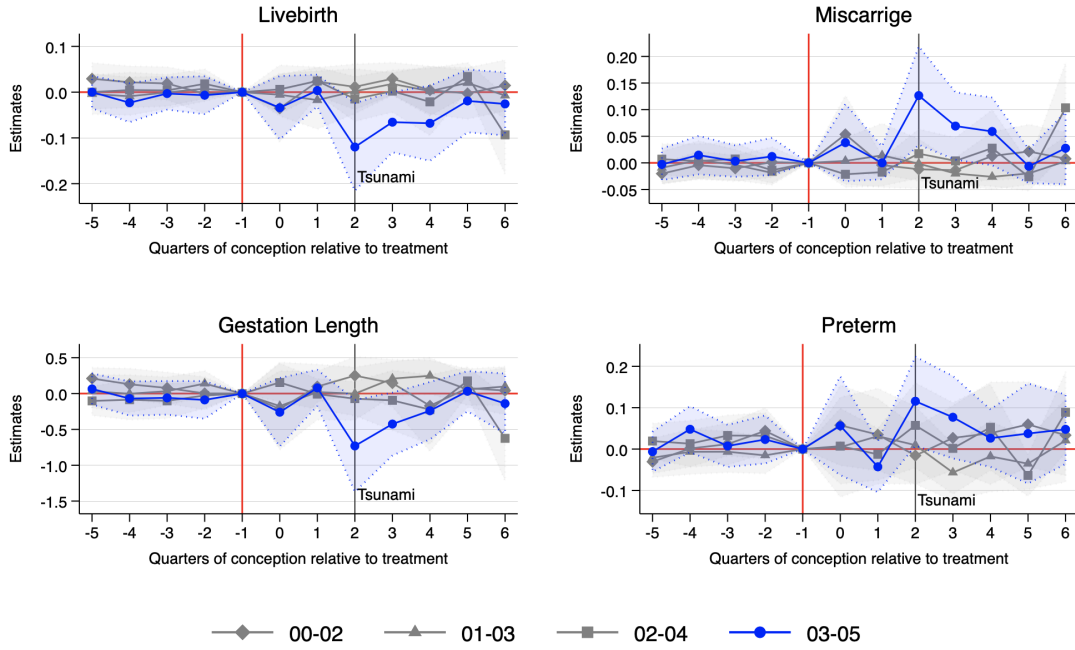 Livebirth
0.1
0.0
-0.1
-0.2
Estimates
Tsunami
-5 -4 -3 -2 -1 0 1 2 3 4 5 6
Quarters of conception relative to treatment
Miscarrige
0.20
0.15
0.10
0.05
0.00
-0.05
Estimates
Tsunami
-5 -4 -3 -2 -1 0 1 2 3 4 5 6
Quarters of conception relative to treatment
Gestation Length
0.5
0.0
-0.5
-1.0
-1.5
Estimates
Tsunami
-5 -4 -3 -2 -1 0 1 2 3 4 5 6
Quarters of conception relative to treatment
Preterm
0.2
0.1
0.0
-0.1
Estimates
Tsunami
-5 -4 -3 -2 -1 0 1 2 3 4 5 6
Quarters of conception relative to treatment
00-02 01-03 02-04 03-05